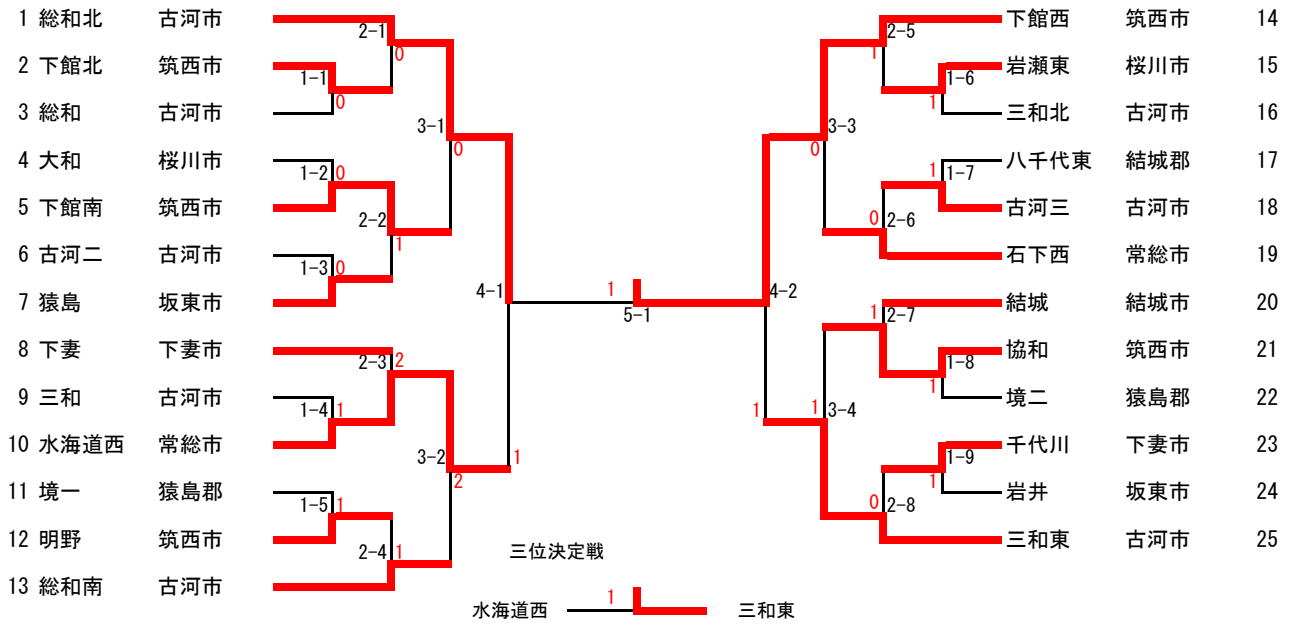 1 総和北 古河市 2-1 2-5 下館西 筑西市 14
0 1
2 下館北 筑西市 1-1 1-6 岩瀬東 桜川市 15
0 1
3 総和 古河市 三和北 古河市 16
3-1 3-3
0 0
4 大和 桜川市 八千代東 結城郡 17
1-2 0 1 1-7
5 下館南 筑西市 古河三 古河市 18
2-2 0 2-6
1
6 古河二 古河市 石下西 常総市 19
1-3 0
4-1 1 4-2
7 猿島 坂東市 結城 結城市 20
5-1 1 2-7
8 下妻 下妻市 協和 筑西市 21
2-3 2 1-8
1
9 三和 古河市 境二 猿島郡 22
1-4 1 1 1 3-4
10 水海道西 常総市 千代川 下妻市 23
3-2 1 1-9
2 1
11 境一 猿島郡 岩井 坂東市 24
1-5 1 0 2-8
12 明野 筑西市 三和東 古河市 25
2-4 1 三位決定戦
13 総和南 古河市
1
水海道西 三和東